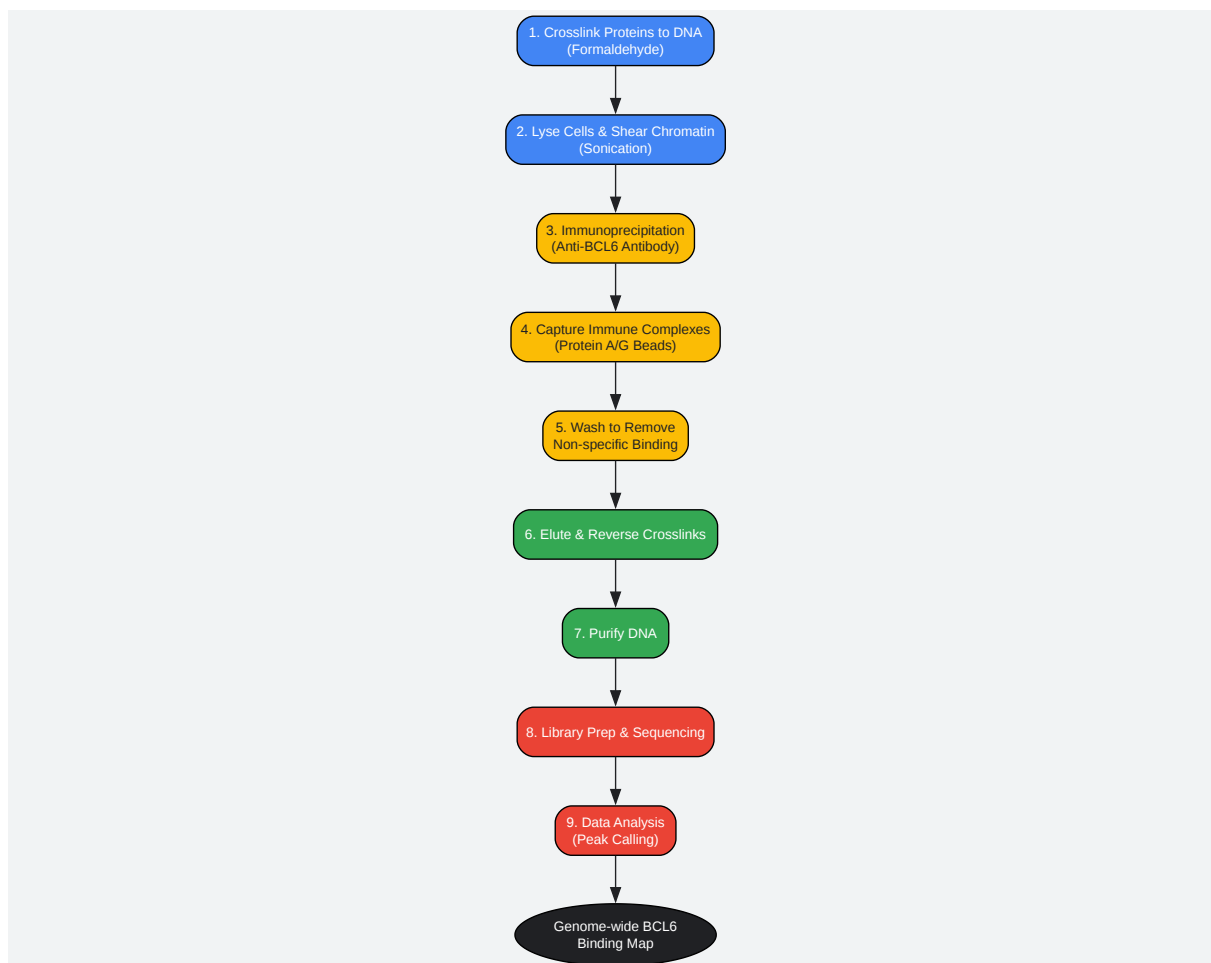 1. Crosslink Proteins to DNA
(Formaldehyde)
2. Lyse Cells & Shear Chromatin
(Sonication)
3. Immunoprecipitation
(Anti-BCL6 Antibody)
4. Capture Immune Complexes
(Protein A/G Beads)
5. Wash to Remove
Non-specific Binding
6. Elute & Reverse Crosslinks
7. Purify DNA
8. Library Prep & Sequencing
9. Data Analysis
(Peak Calling)
Genome-wide BCL6
Binding Map